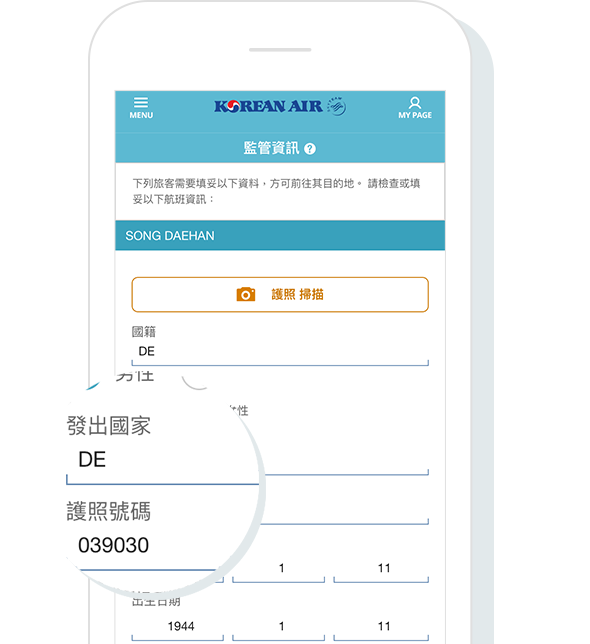 MENU
KOREAN AIR
MY PAGE
監管資訊 ?
下列旅客需要填妥以下資料，方可前往其目的地。 請檢查或填
妥以下航班資訊：
SONG DAEHAN
護照 掃描
國籍
DE
男性
女性
發出國家
DE
護照號碼
039030
1
11
出生日期
1944
1
11